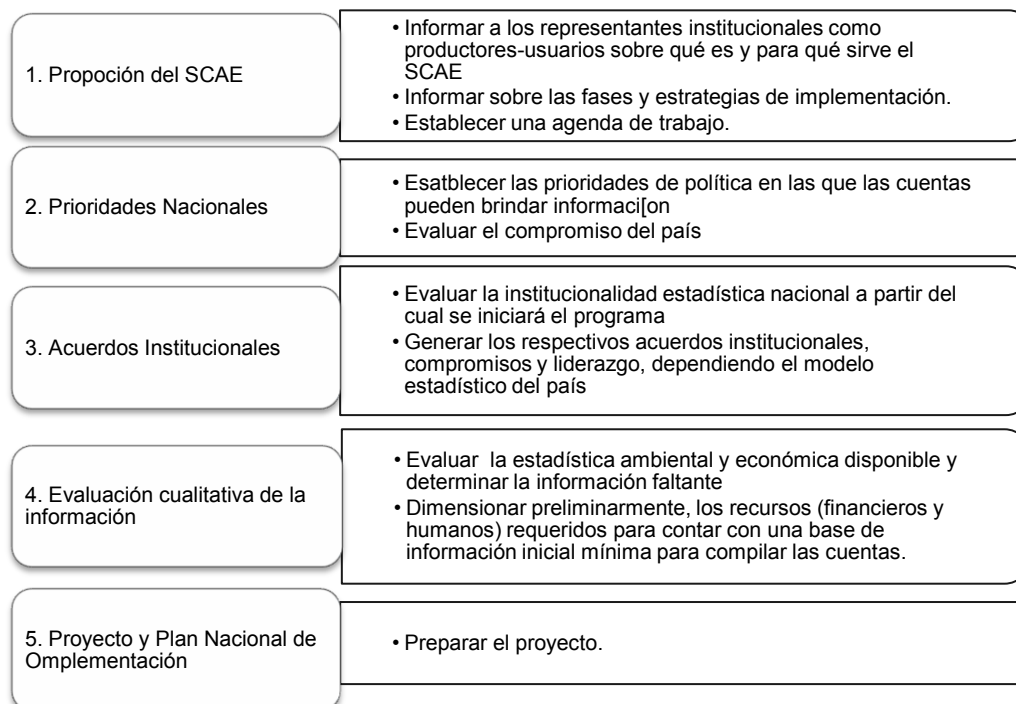 1. Propoción del SCAE
• Informar a los representantes institucionales como
productores-usuarios sobre qué es y para qué sirve el
SCAE
• Informar sobre las fases y estrategias de implementación.
• Establecer una agenda de trabajo.
2. Prioridades Nacionales
• Esatblecer las prioridades de política en las que las cuentas
pueden brindar informaci[on
• Evaluar el compromiso del país
3. Acuerdos Institucionales
• Evaluar la institucionalidad estadística nacional a partir del
cual se iniciará el programa
• Generar los respectivos acuerdos institucionales,
compromisos y liderazgo, dependiendo el modelo
estadístico del país
4. Evaluación cualitativa de la
información
• Evaluar  la estadística ambiental y económica disponible y
determinar la información faltante
• Dimensionar preliminarmente, los recursos (financieros y
humanos) requeridos para contar con una base de
información inicial mínima para compilar las cuentas.
5. Proyecto y Plan Nacional de
Omplementación
• Preparar el proyecto.